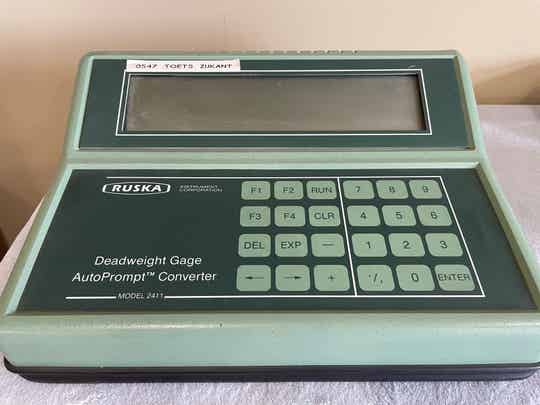 0547 TOETS ZUKANT
RUSKA
INSTRUMENT
CORPORATION
Deadweight Gage
AutoPrompt™ Converter
MODEL 2411
F1 F2 RUN 7 8 9
F3 F4 CLR 4 5 6
DEL EXP — 1 2 3
← → + ·/, 0 ENTER